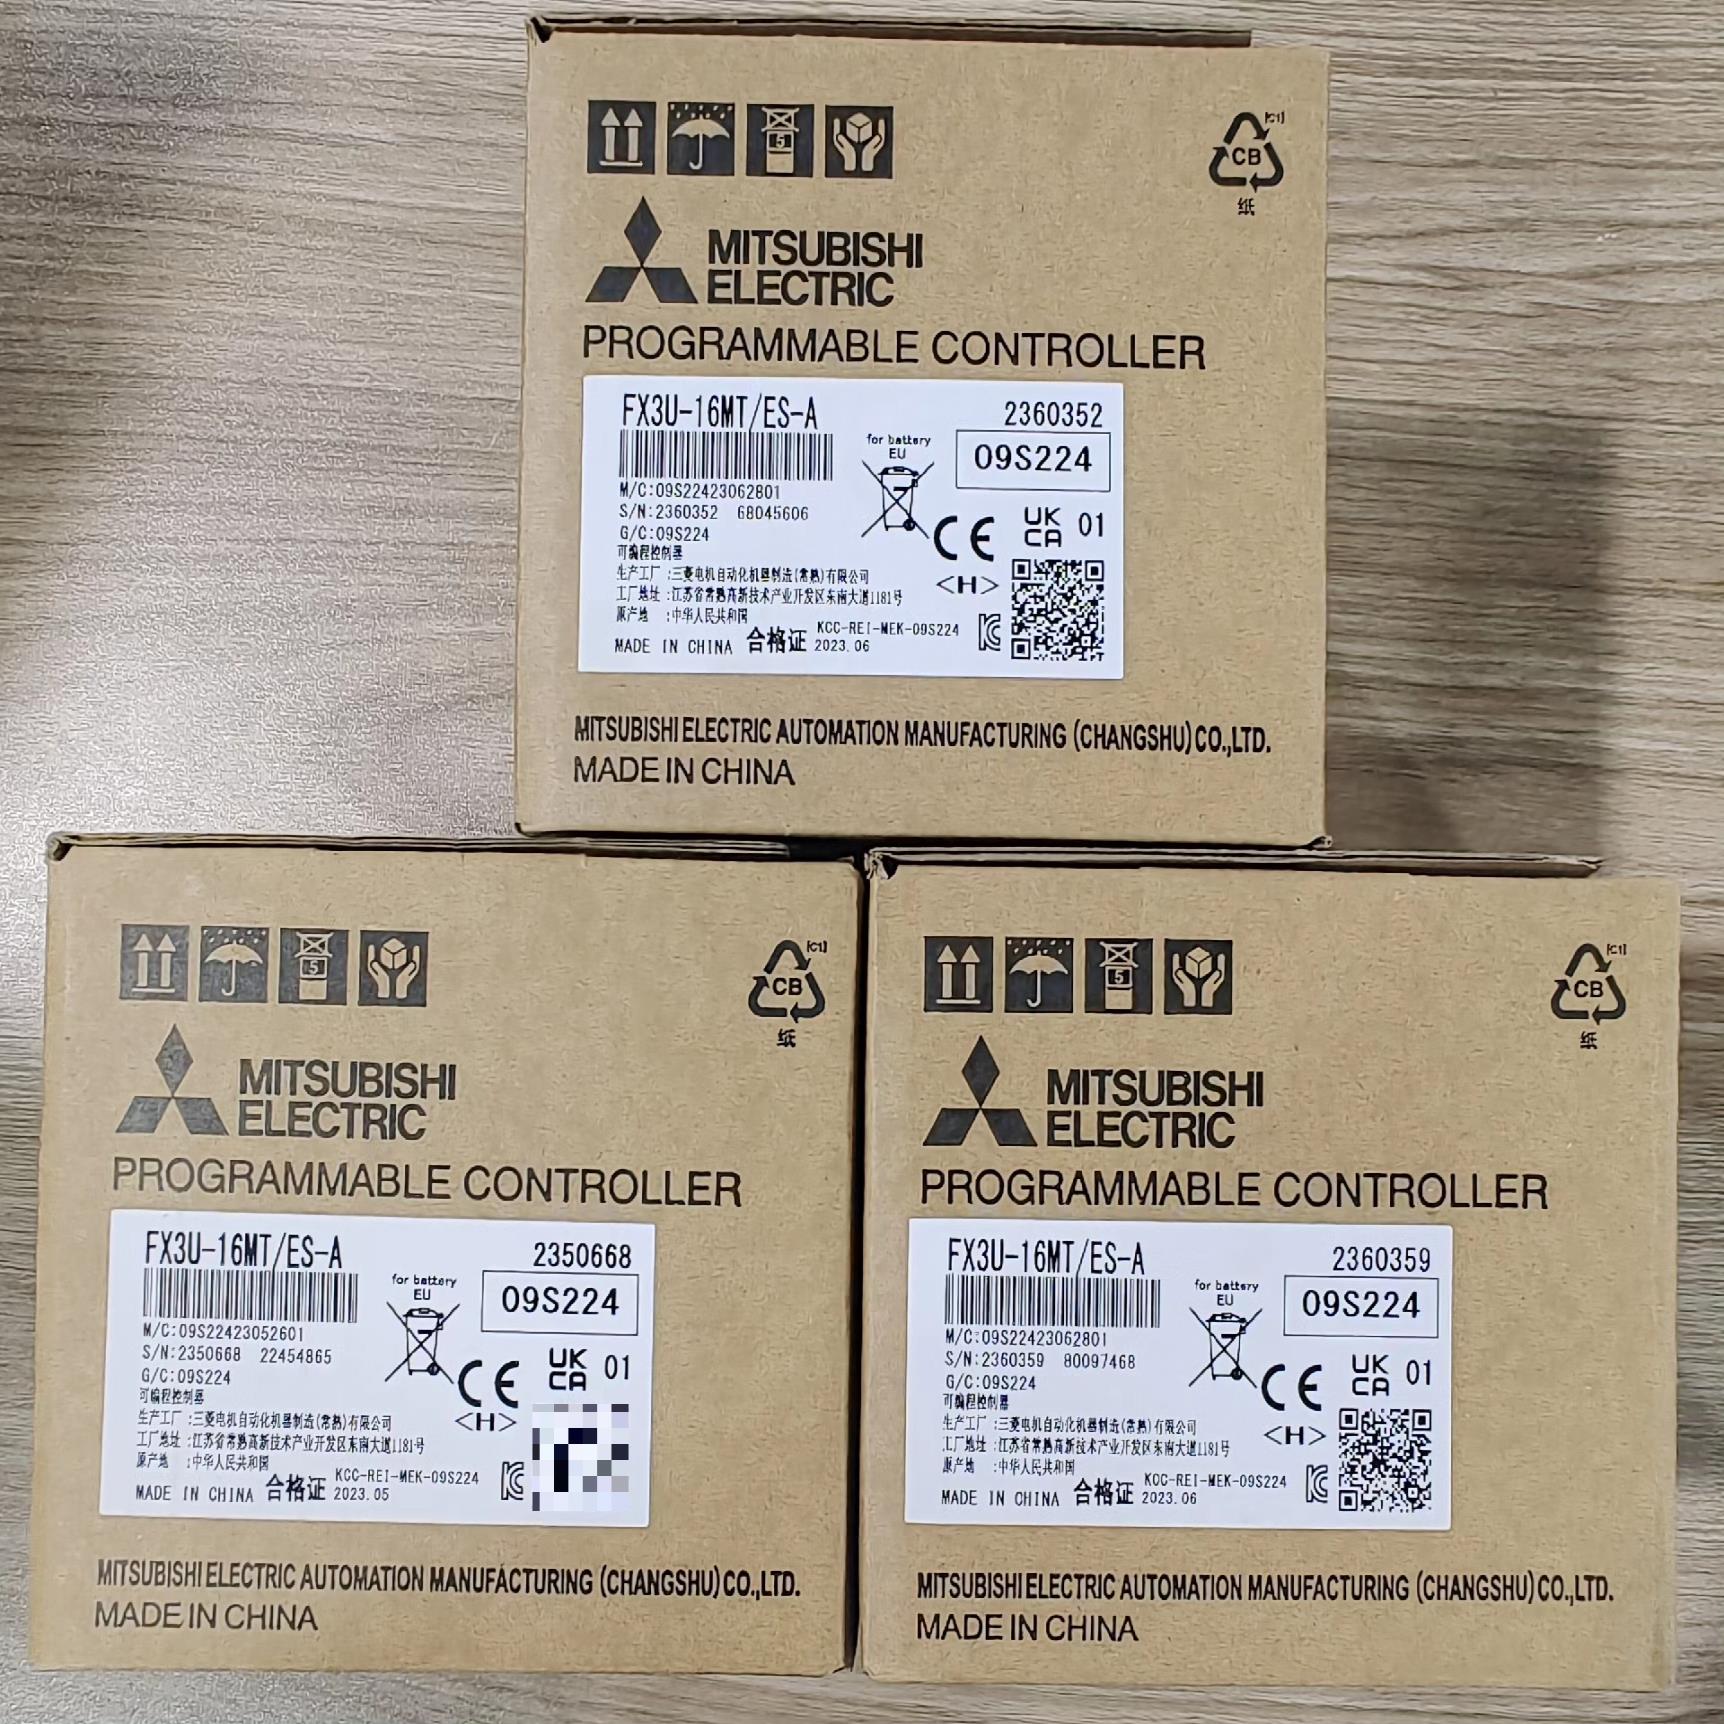 5
[C1]
CB
纸
MITSUBISHI
ELECTRIC
PROGRAMMABLE CONTROLLER
FX3U-16MT/ES-A 2360352
for battery
EU
09S224
M/C:09S22423062801
S/N:2360352 68045606
G/C:09S224
CE UK
CA 01
可编程控制器
生产工厂 :三菱电机自动化机器制造(常熟)有限公司
<H>
工厂地址 :江苏省常熟高新技术产业开发区东南大道1181号
原产地 :中华人民共和国
MADE IN CHINA 合格证 KCC-REI-MEK-09S224
2023.06
MITSUBISHI ELECTRIC AUTOMATION MANUFACTURING (CHANGSHU) CO.,LTD.
MADE IN CHINA
5
[C1]
CB
纸
MITSUBISHI
ELECTRIC
PROGRAMMABLE CONTROLLER
FX3U-16MT/ES-A 2350668
for battery
EU
09S224
M/C:09S22423052601
S/N:2350668 22454865
G/C:09S224
CE UK
CA 01
可编程控制器
生产工厂 :三菱电机自动化机器制造(常熟)有限公司
<H>
工厂地址 :江苏省常熟高新技术产业开发区东南大道1181号
原产地 :中华人民共和国
MADE IN CHINA 合格证 KCC-REI-MEK-09S224
2023.05
MITSUBISHI ELECTRIC AUTOMATION MANUFACTURING (CHANGSHU) CO.,LTD.
MADE IN CHINA
5
[C1]
CB
纸
MITSUBISHI
ELECTRIC
PROGRAMMABLE CONTROLLER
FX3U-16MT/ES-A 2360359
for battery
EU
09S224
M/C:09S22423062801
S/N:2360359 80097468
G/C:09S224
CE UK
CA 01
可编程控制器
生产工厂 :三菱电机自动化机器制造(常熟)有限公司
<H>
工厂地址 :江苏省常熟高新技术产业开发区东南大道1181号
原产地 :中华人民共和国
MADE IN CHINA 合格证 KCC-REI-MEK-09S224
2023.06
MITSUBISHI ELECTRIC AUTOMATION MANUFACTURING (CHANGSHU) CO.,LTD.
MADE IN CHINA